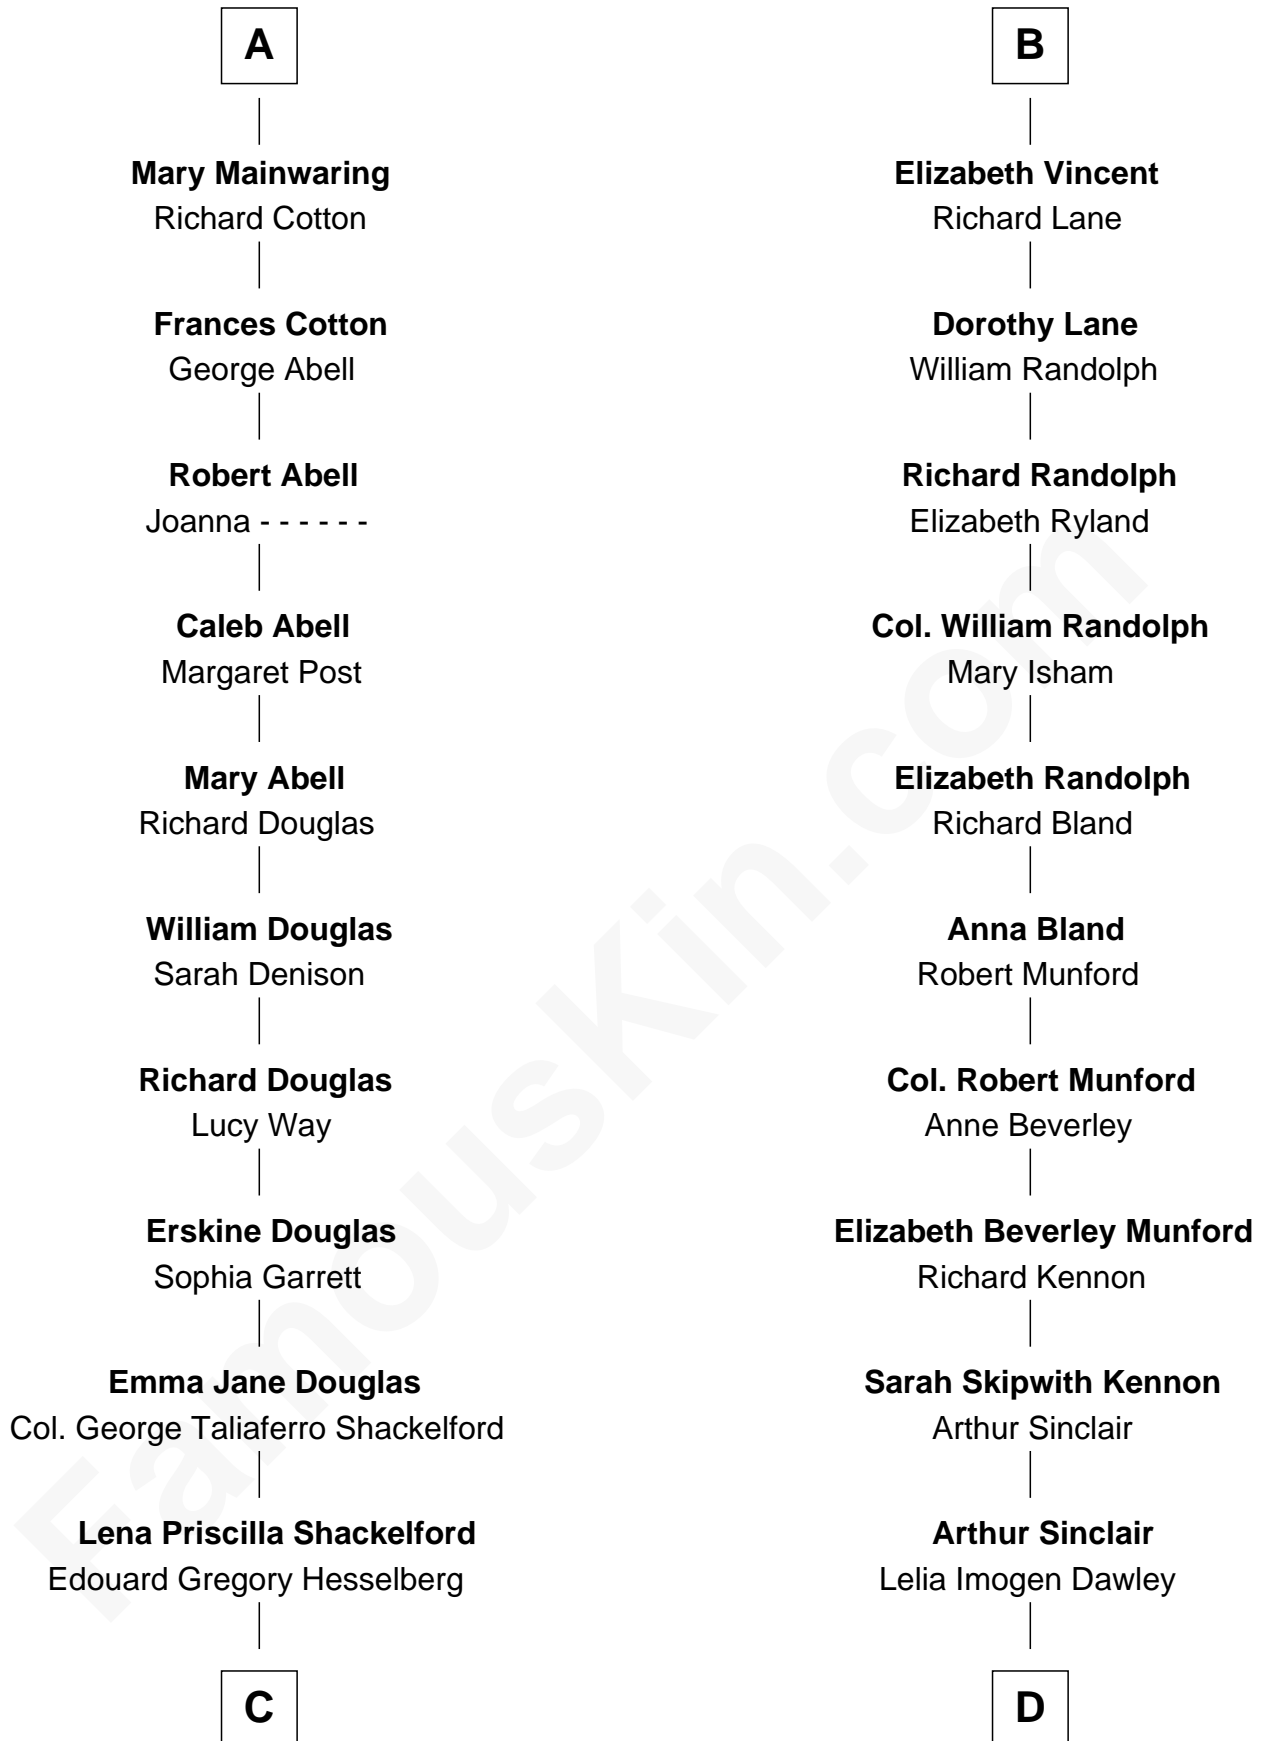 A
Mary Mainwaring
Richard Cotton
Frances Cotton
George Abell
Robert Abell
Joanna - - - - - -
Caleb Abell
Margaret Post
Mary Abell
Richard Douglas
William Douglas
Sarah Denison
Richard Douglas
Lucy Way
Erskine Douglas
Sophia Garrett
Emma Jane Douglas
Col. George Taliaferro Shackelford
Lena Priscilla Shackelford
Edouard Gregory Hesselberg
C
B
Elizabeth Vincent
Richard Lane
Dorothy Lane
William Randolph
Richard Randolph
Elizabeth Ryland
Col. William Randolph
Mary Isham
Elizabeth Randolph
Richard Bland
Anna Bland
Robert Munford
Col. Robert Munford
Anne Beverley
Elizabeth Beverley Munford
Richard Kennon
Sarah Skipwith Kennon
Arthur Sinclair
Arthur Sinclair
Lelia Imogen Dawley
D
FamousKin.com